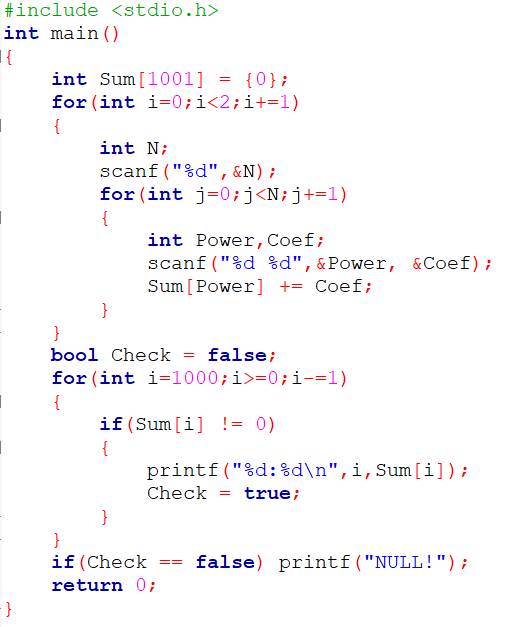 #include <stdio.h>
int main()
{
    int Sum[1001] = {0};
    for(int i=0;i<2;i+=1)
    {
        int N;
        scanf("%d",&N);
        for(int j=0;j<N;j+=1)
        {
            int Power,Coef;
            scanf("%d %d",&Power, &Coef);
            Sum[Power] += Coef;
        }
    }
    bool Check = false;
    for(int i=1000;i>=0;i-=1)
    {
        if(Sum[i] != 0)
        {
            printf("%d:%d\n",i,Sum[i]);
            Check = true;
        }
    }
    if(Check == false) printf("NULL!");
    return 0;
}